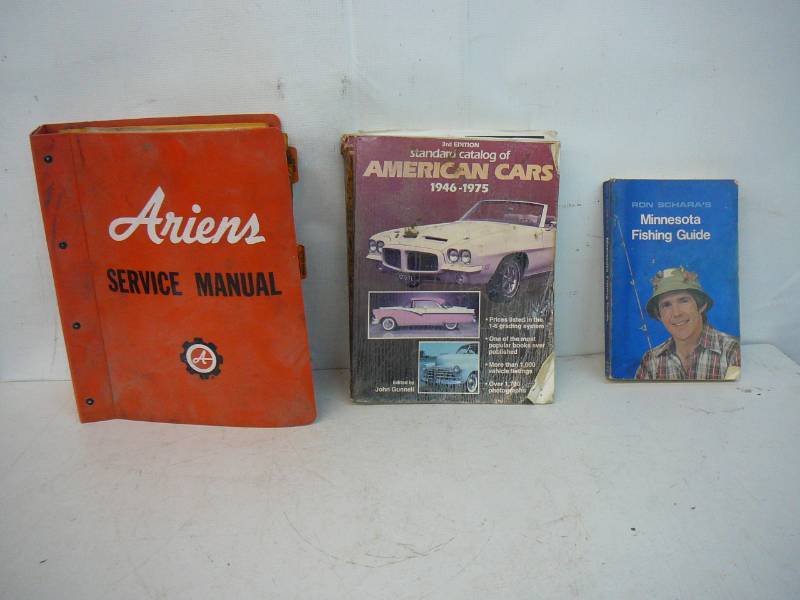 Ariens
SERVICE MANUAL
A
3rd EDITION
standard catalog of
AMERICAN CARS
1946-1975
• Prices listed in the
1-6 grading system
• One of the most
popular books ever
published
• More than 1,000
vehicle listings
• Over 1,700
photographs
Edited by
John Gunnell
RON SCHARA'S
Minnesota
Fishing Guide